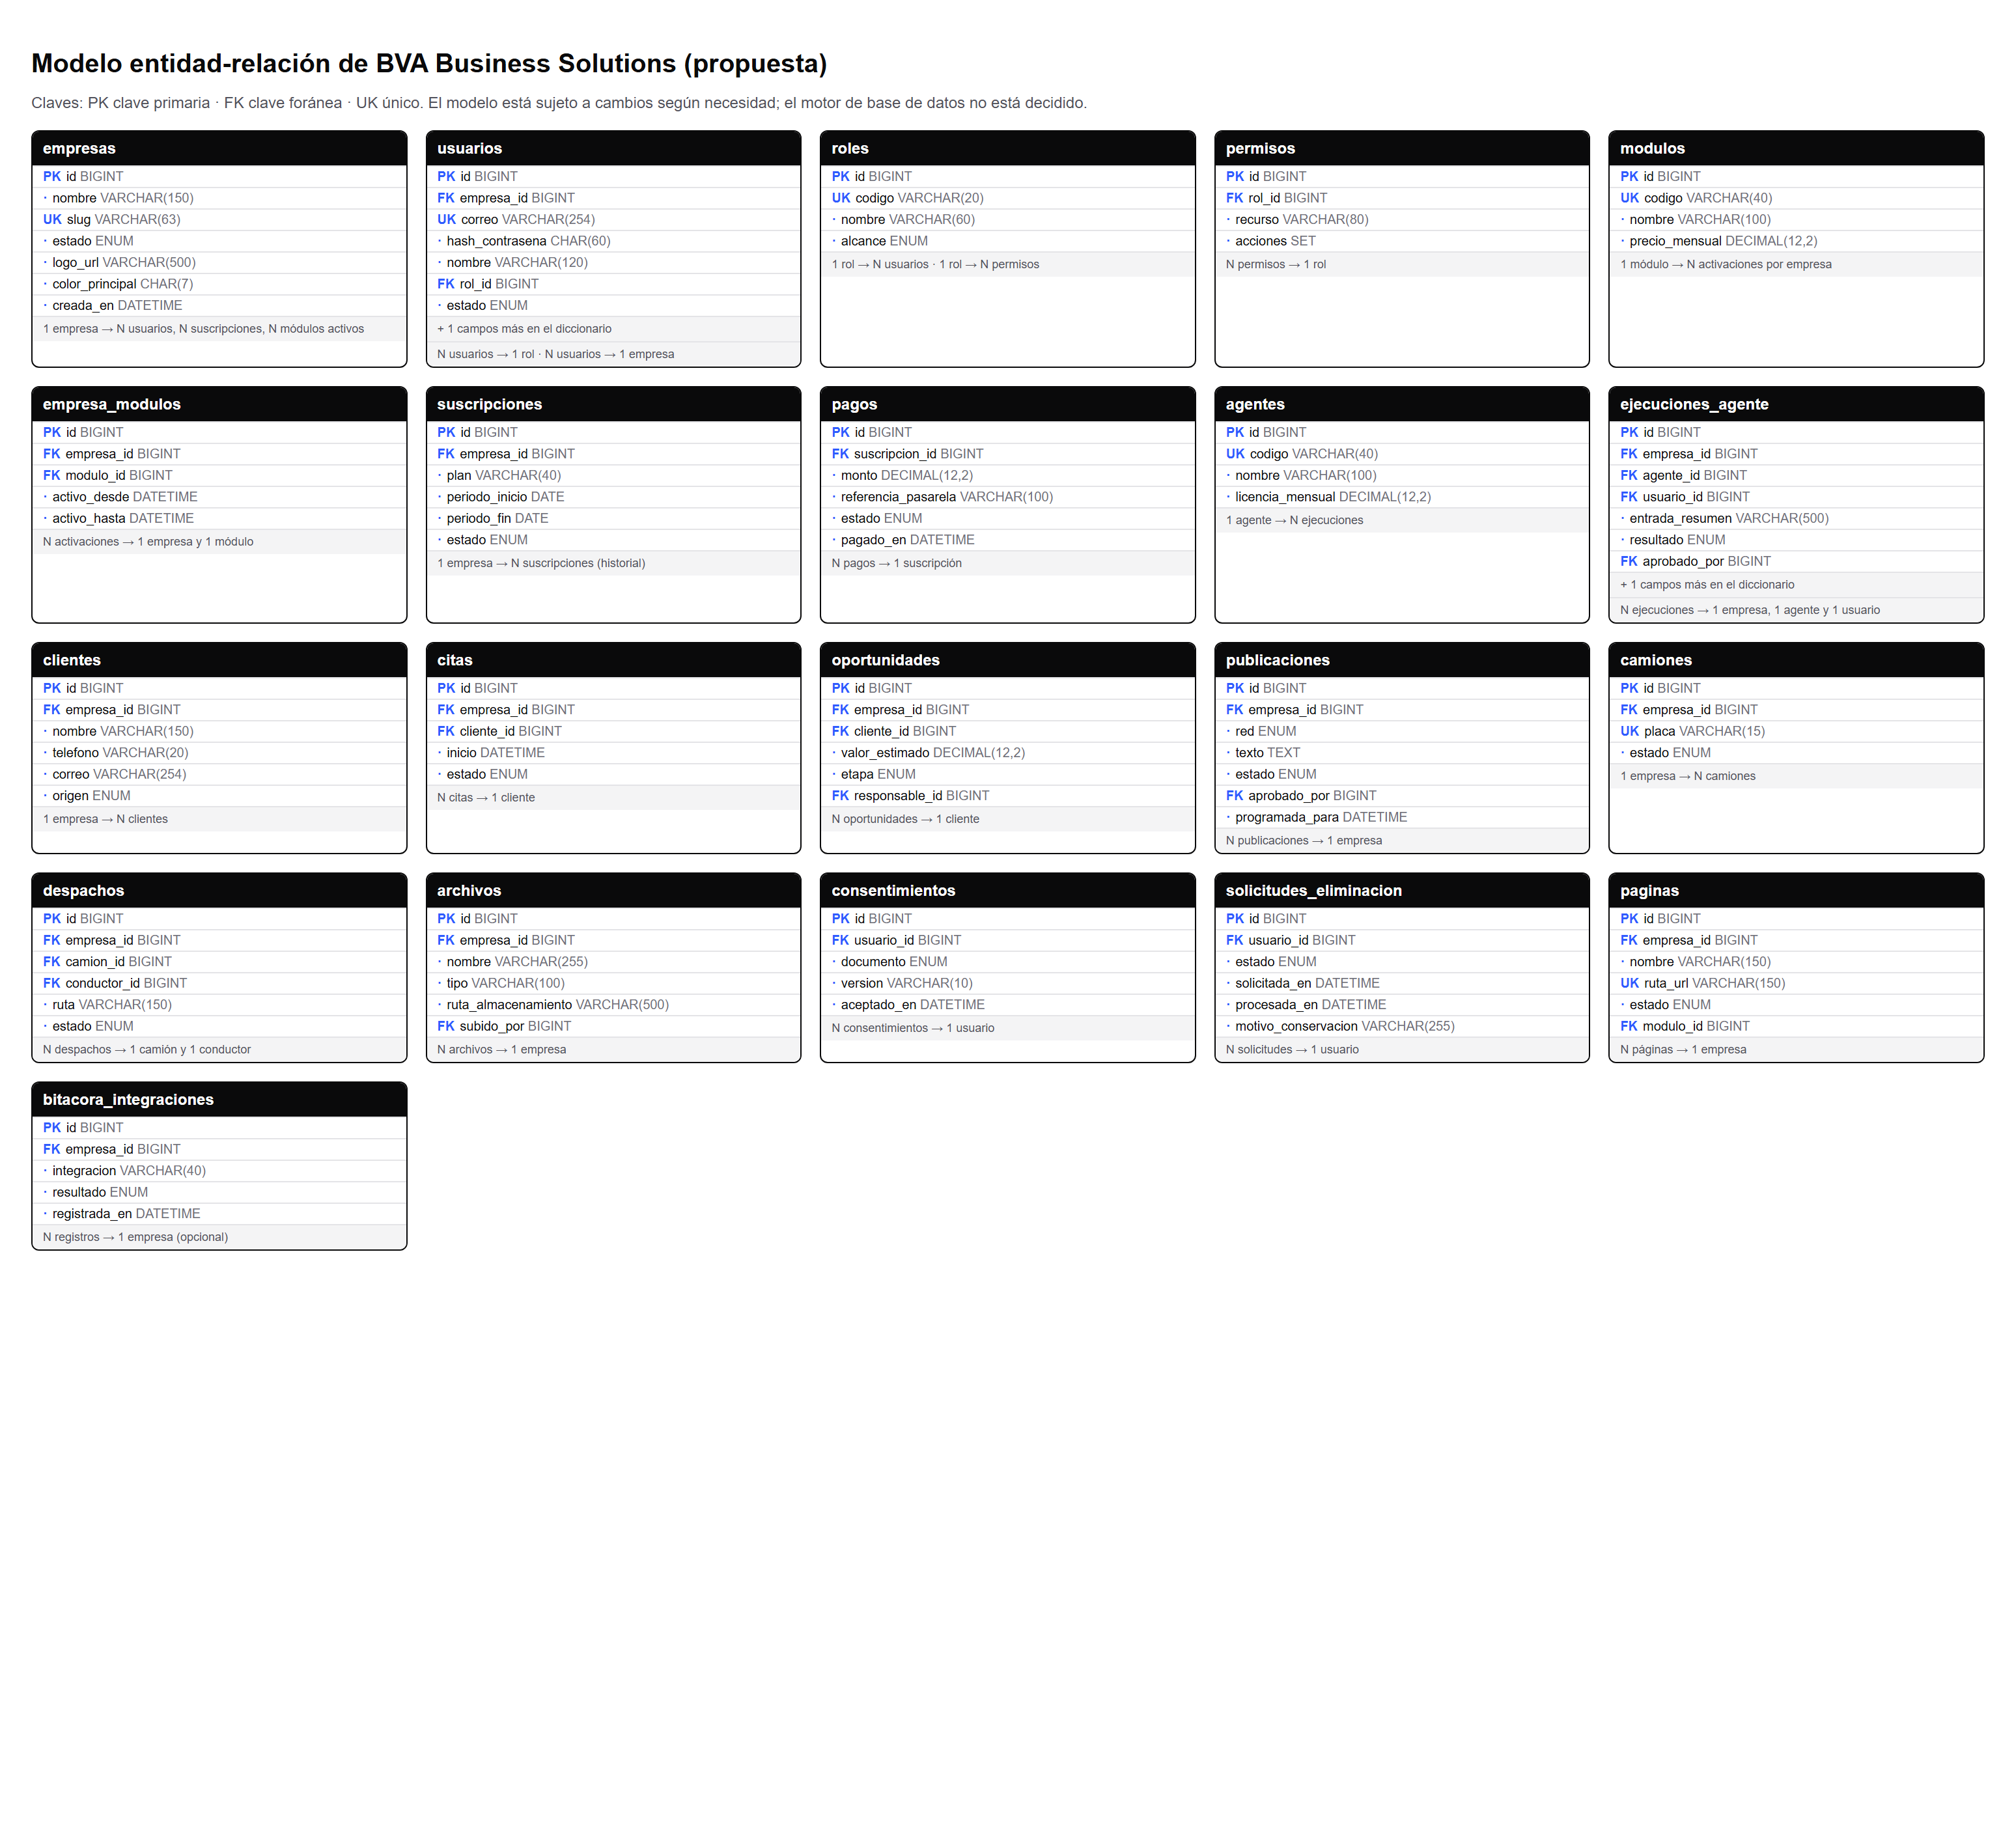 Modelo entidad-relación de BVA Business Solutions (propuesta)
Claves: PK clave primaria · FK clave foránea · UK único. El modelo está sujeto a cambios según necesidad; el motor de base de datos no está decidido.
empresas
PK id BIGINT
· nombre VARCHAR(150)
UK slug VARCHAR(63)
· estado ENUM
· logo_url VARCHAR(500)
· color_principal CHAR(7)
· creada_en DATETIME
1 empresa → N usuarios, N suscripciones, N módulos activos
usuarios
PK id BIGINT
FK empresa_id BIGINT
UK correo VARCHAR(254)
· hash_contrasena CHAR(60)
· nombre VARCHAR(120)
FK rol_id BIGINT
· estado ENUM
+ 1 campos más en el diccionario
N usuarios → 1 rol · N usuarios → 1 empresa
roles
PK id BIGINT
UK codigo VARCHAR(20)
· nombre VARCHAR(60)
· alcance ENUM
1 rol → N usuarios · 1 rol → N permisos
permisos
PK id BIGINT
FK rol_id BIGINT
· recurso VARCHAR(80)
· acciones SET
N permisos → 1 rol
modulos
PK id BIGINT
UK codigo VARCHAR(40)
· nombre VARCHAR(100)
· precio_mensual DECIMAL(12,2)
1 módulo → N activaciones por empresa
empresa_modulos
PK id BIGINT
FK empresa_id BIGINT
FK modulo_id BIGINT
· activo_desde DATETIME
· activo_hasta DATETIME
N activaciones → 1 empresa y 1 módulo
suscripciones
PK id BIGINT
FK empresa_id BIGINT
· plan VARCHAR(40)
· periodo_inicio DATE
· periodo_fin DATE
· estado ENUM
1 empresa → N suscripciones (historial)
pagos
PK id BIGINT
FK suscripcion_id BIGINT
· monto DECIMAL(12,2)
· referencia_pasarela VARCHAR(100)
· estado ENUM
· pagado_en DATETIME
N pagos → 1 suscripción
agentes
PK id BIGINT
UK codigo VARCHAR(40)
· nombre VARCHAR(100)
· licencia_mensual DECIMAL(12,2)
1 agente → N ejecuciones
ejecuciones_agente
PK id BIGINT
FK empresa_id BIGINT
FK agente_id BIGINT
FK usuario_id BIGINT
· entrada_resumen VARCHAR(500)
· resultado ENUM
FK aprobado_por BIGINT
+ 1 campos más en el diccionario
N ejecuciones → 1 empresa, 1 agente y 1 usuario
clientes
PK id BIGINT
FK empresa_id BIGINT
· nombre VARCHAR(150)
· telefono VARCHAR(20)
· correo VARCHAR(254)
· origen ENUM
1 empresa → N clientes
citas
PK id BIGINT
FK empresa_id BIGINT
FK cliente_id BIGINT
· inicio DATETIME
· estado ENUM
N citas → 1 cliente
oportunidades
PK id BIGINT
FK empresa_id BIGINT
FK cliente_id BIGINT
· valor_estimado DECIMAL(12,2)
· etapa ENUM
FK responsable_id BIGINT
N oportunidades → 1 cliente
publicaciones
PK id BIGINT
FK empresa_id BIGINT
· red ENUM
· texto TEXT
· estado ENUM
FK aprobado_por BIGINT
· programada_para DATETIME
N publicaciones → 1 empresa
camiones
PK id BIGINT
FK empresa_id BIGINT
UK placa VARCHAR(15)
· estado ENUM
1 empresa → N camiones
despachos
PK id BIGINT
FK empresa_id BIGINT
FK camion_id BIGINT
FK conductor_id BIGINT
· ruta VARCHAR(150)
· estado ENUM
N despachos → 1 camión y 1 conductor
archivos
PK id BIGINT
FK empresa_id BIGINT
· nombre VARCHAR(255)
· tipo VARCHAR(100)
· ruta_almacenamiento VARCHAR(500)
FK subido_por BIGINT
N archivos → 1 empresa
consentimientos
PK id BIGINT
FK usuario_id BIGINT
· documento ENUM
· version VARCHAR(10)
· aceptado_en DATETIME
N consentimientos → 1 usuario
solicitudes_eliminacion
PK id BIGINT
FK usuario_id BIGINT
· estado ENUM
· solicitada_en DATETIME
· procesada_en DATETIME
· motivo_conservacion VARCHAR(255)
N solicitudes → 1 usuario
paginas
PK id BIGINT
FK empresa_id BIGINT
· nombre VARCHAR(150)
UK ruta_url VARCHAR(150)
· estado ENUM
FK modulo_id BIGINT
N páginas → 1 empresa
bitacora_integraciones
PK id BIGINT
FK empresa_id BIGINT
· integracion VARCHAR(40)
· resultado ENUM
· registrada_en DATETIME
N registros → 1 empresa (opcional)